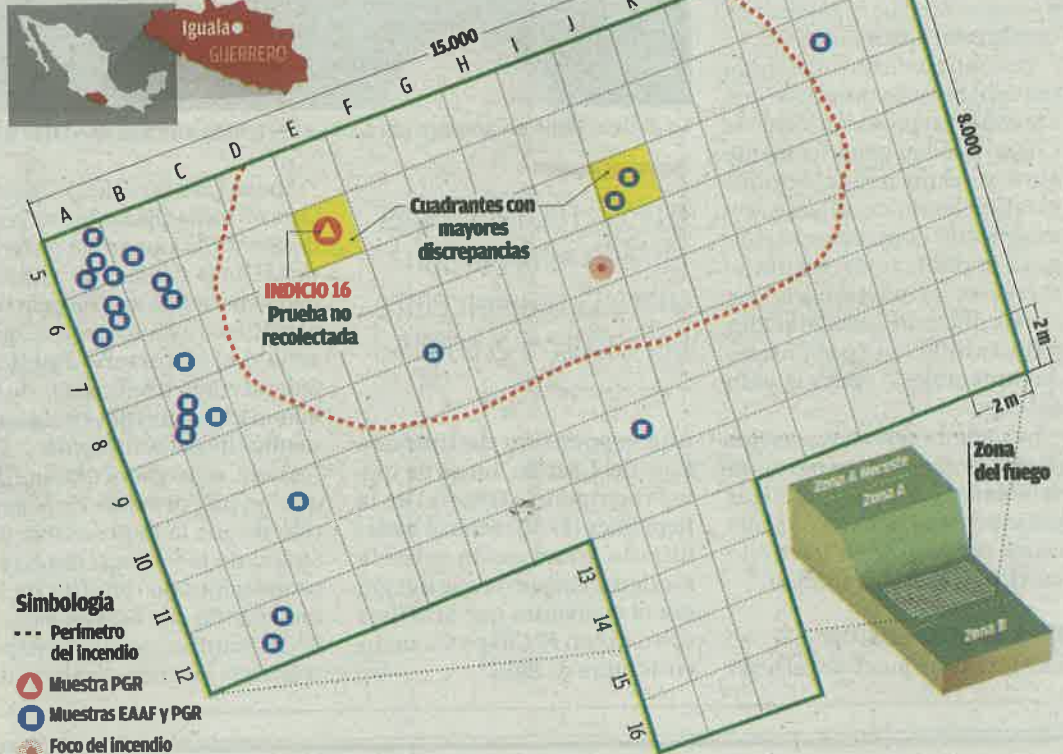 Iguala
GUERRERO
15.000
A
B
C
D
E
F
G
H
I
J
K
8.000
Cuadrantes con
mayores
discrepancias
INDICIO 16
Prueba no
recolectada
5
6
7
8
9
10
11
12
13
14
15
16
2 m
2 m
Zona
del fuego
Zona A Noreste
Zona A
Zona B
Simbología
Perímetro
del incendio
Muestra PGR
Muestras EAAF y PGR
Foco del incendio